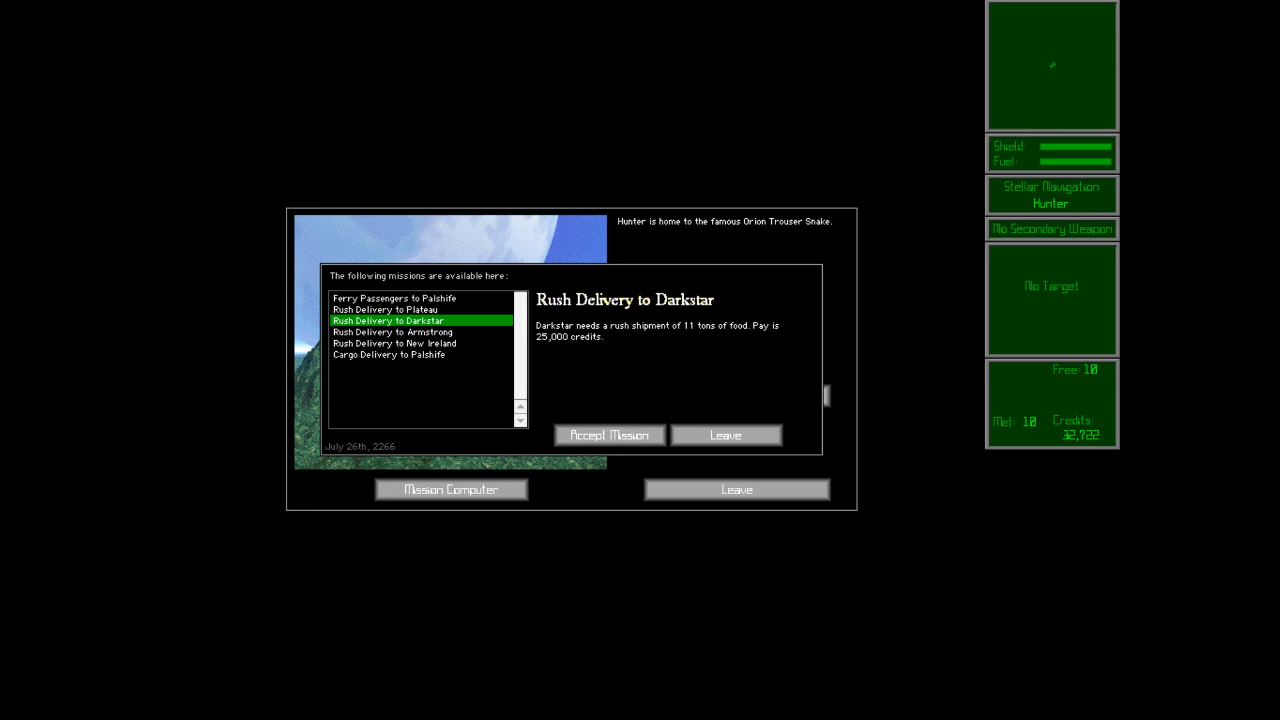 Hunter is home to the famous Orion Trouser Snake.
The following missions are available here:
Ferry Passengers to Palshife
Rush Delivery to Plateau
Rush Delivery to Darkstar
Rush Delivery to Armstrong
Rush Delivery to New Ireland
Cargo Delivery to Palshife
Rush Delivery to Darkstar
Darkstar needs a rush shipment of 11 tons of food. Pay is
25,000 credits.
Accept Mission
Leave
July 26th, 2266
Mission Computer
Leave
Shield:
Fuel:
Stellar Navigation
Hunter
No Secondary Weapon
No Target
Free: 10
Met: 10
Credits:
32,722